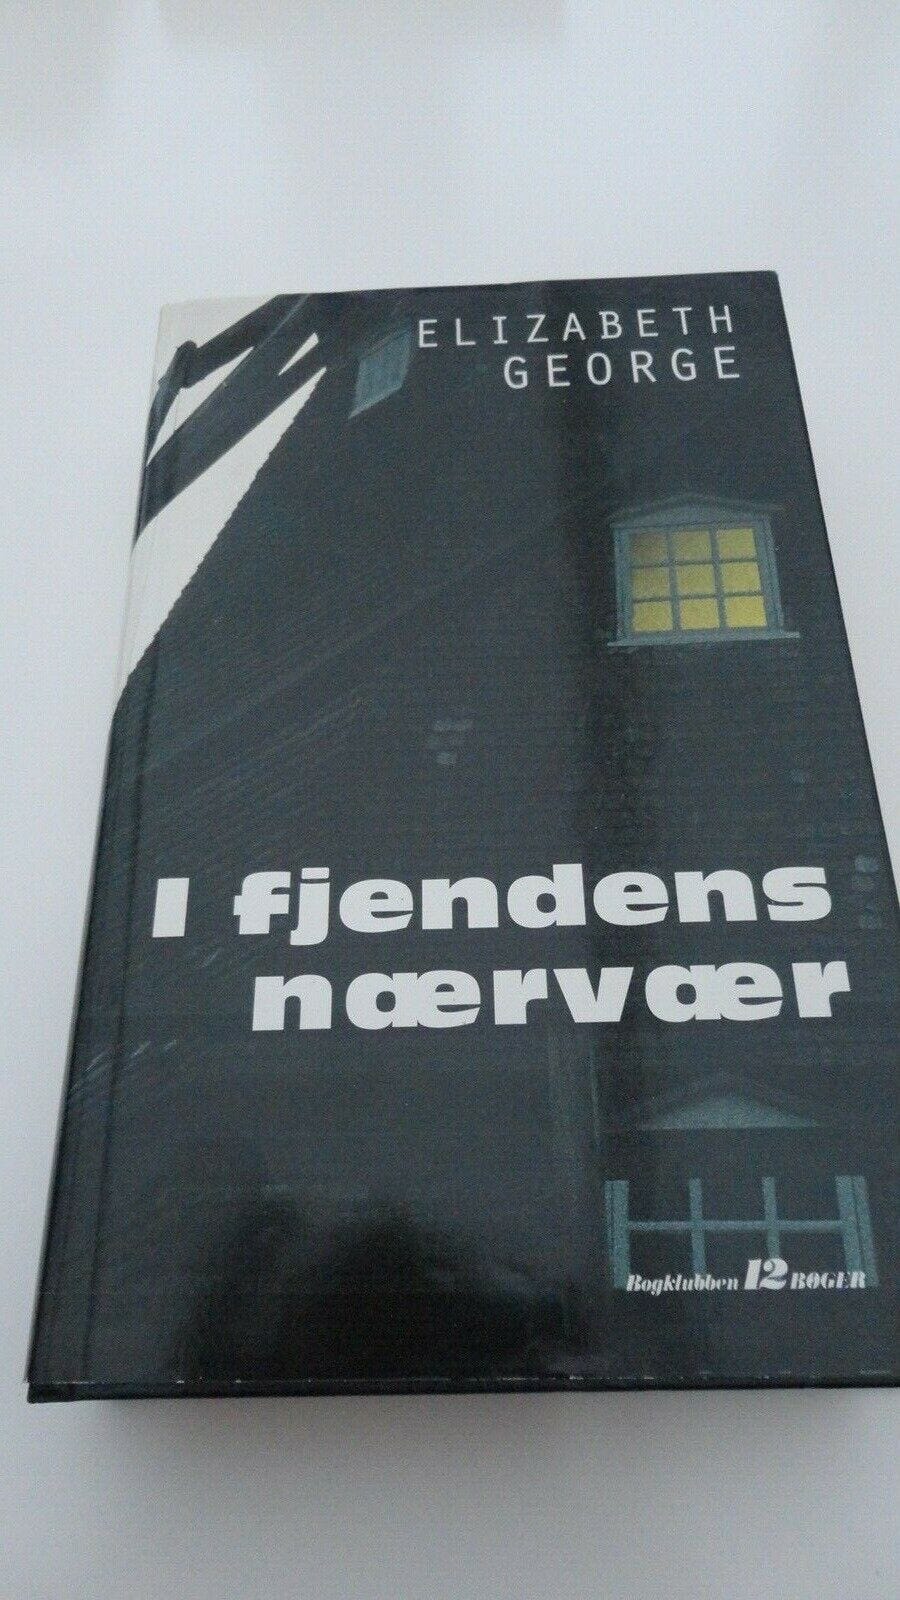 ELIZABETH
GEORGE
I fjendens
nærvær
Bogklubben 12 BØGER